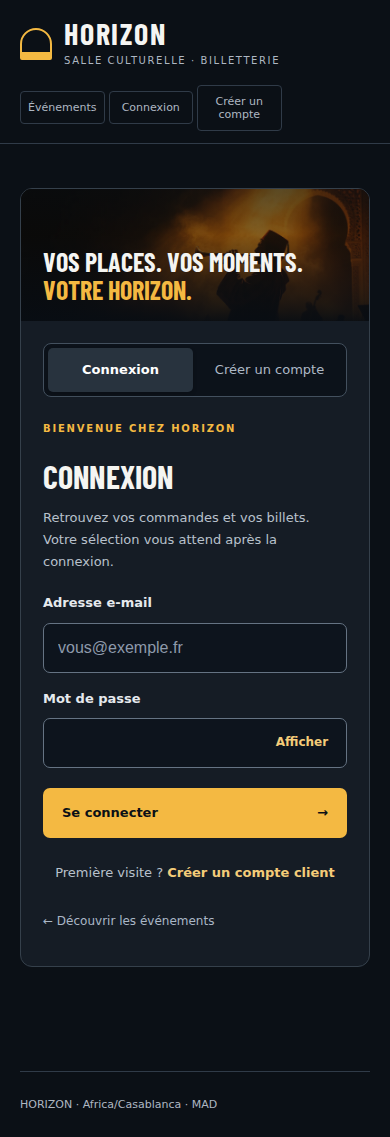 HORIZON
SALLE CULTURELLE · BILLETTERIE
Événements
Connexion
Créer un
compte
VOS PLACES. VOS MOMENTS.
VOTRE HORIZON.
Connexion
Créer un compte
BIENVENUE CHEZ HORIZON
CONNEXION
Retrouvez vos commandes et vos billets.
Votre sélection vous attend après la
connexion.
Adresse e-mail
vous@exemple.fr
Mot de passe
Afficher
Se connecter →
Première visite ? Créer un compte client
← Découvrir les événements
HORIZON · Africa/Casablanca · MAD